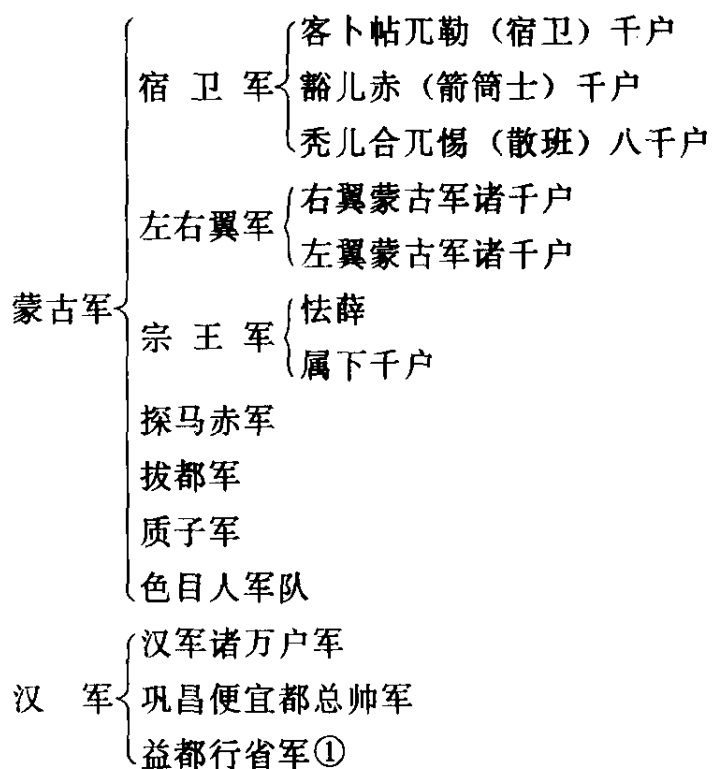 客卜帖兀勒（宿卫）千户
宿卫军
豁儿赤（箭筒士）千户
秃儿合兀惕（散班）八千户
右翼蒙古军诸千户
左右翼军
左翼蒙古军诸千户
蒙古军
怯薛
宗王军
属下千户
探马赤军
拔都军
质子军
色目人军队
汉军诸万户军
汉军
巩昌便宜都总帅军
益都行省军①